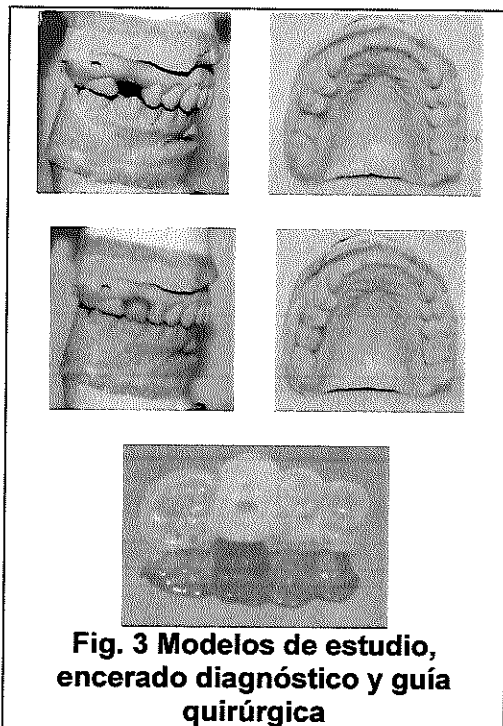 Fig. 3 Modelos de estudio,
encerado diagnóstico y guía
quirúrgica